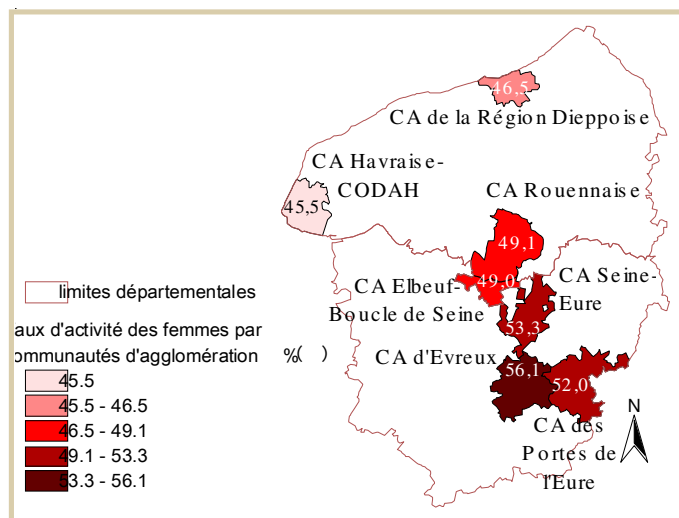 46,5
CA de la Région Dieppoise
CA Havraise-
CODAH
45,5
CA Rouennaise
49,1
49,0
CA Elbeuf-
Boucle de Seine
CA Seine-
Eure
53,3
CA d'Evreux
56,1
52,0
CA des
Portes de
l'Eure
N
limites départementales
aux d'activité des femmes par
ommunautés d'agglomération %( )
45.5
45.5 - 46.5
46.5 - 49.1
49.1 - 53.3
53.3 - 56.1